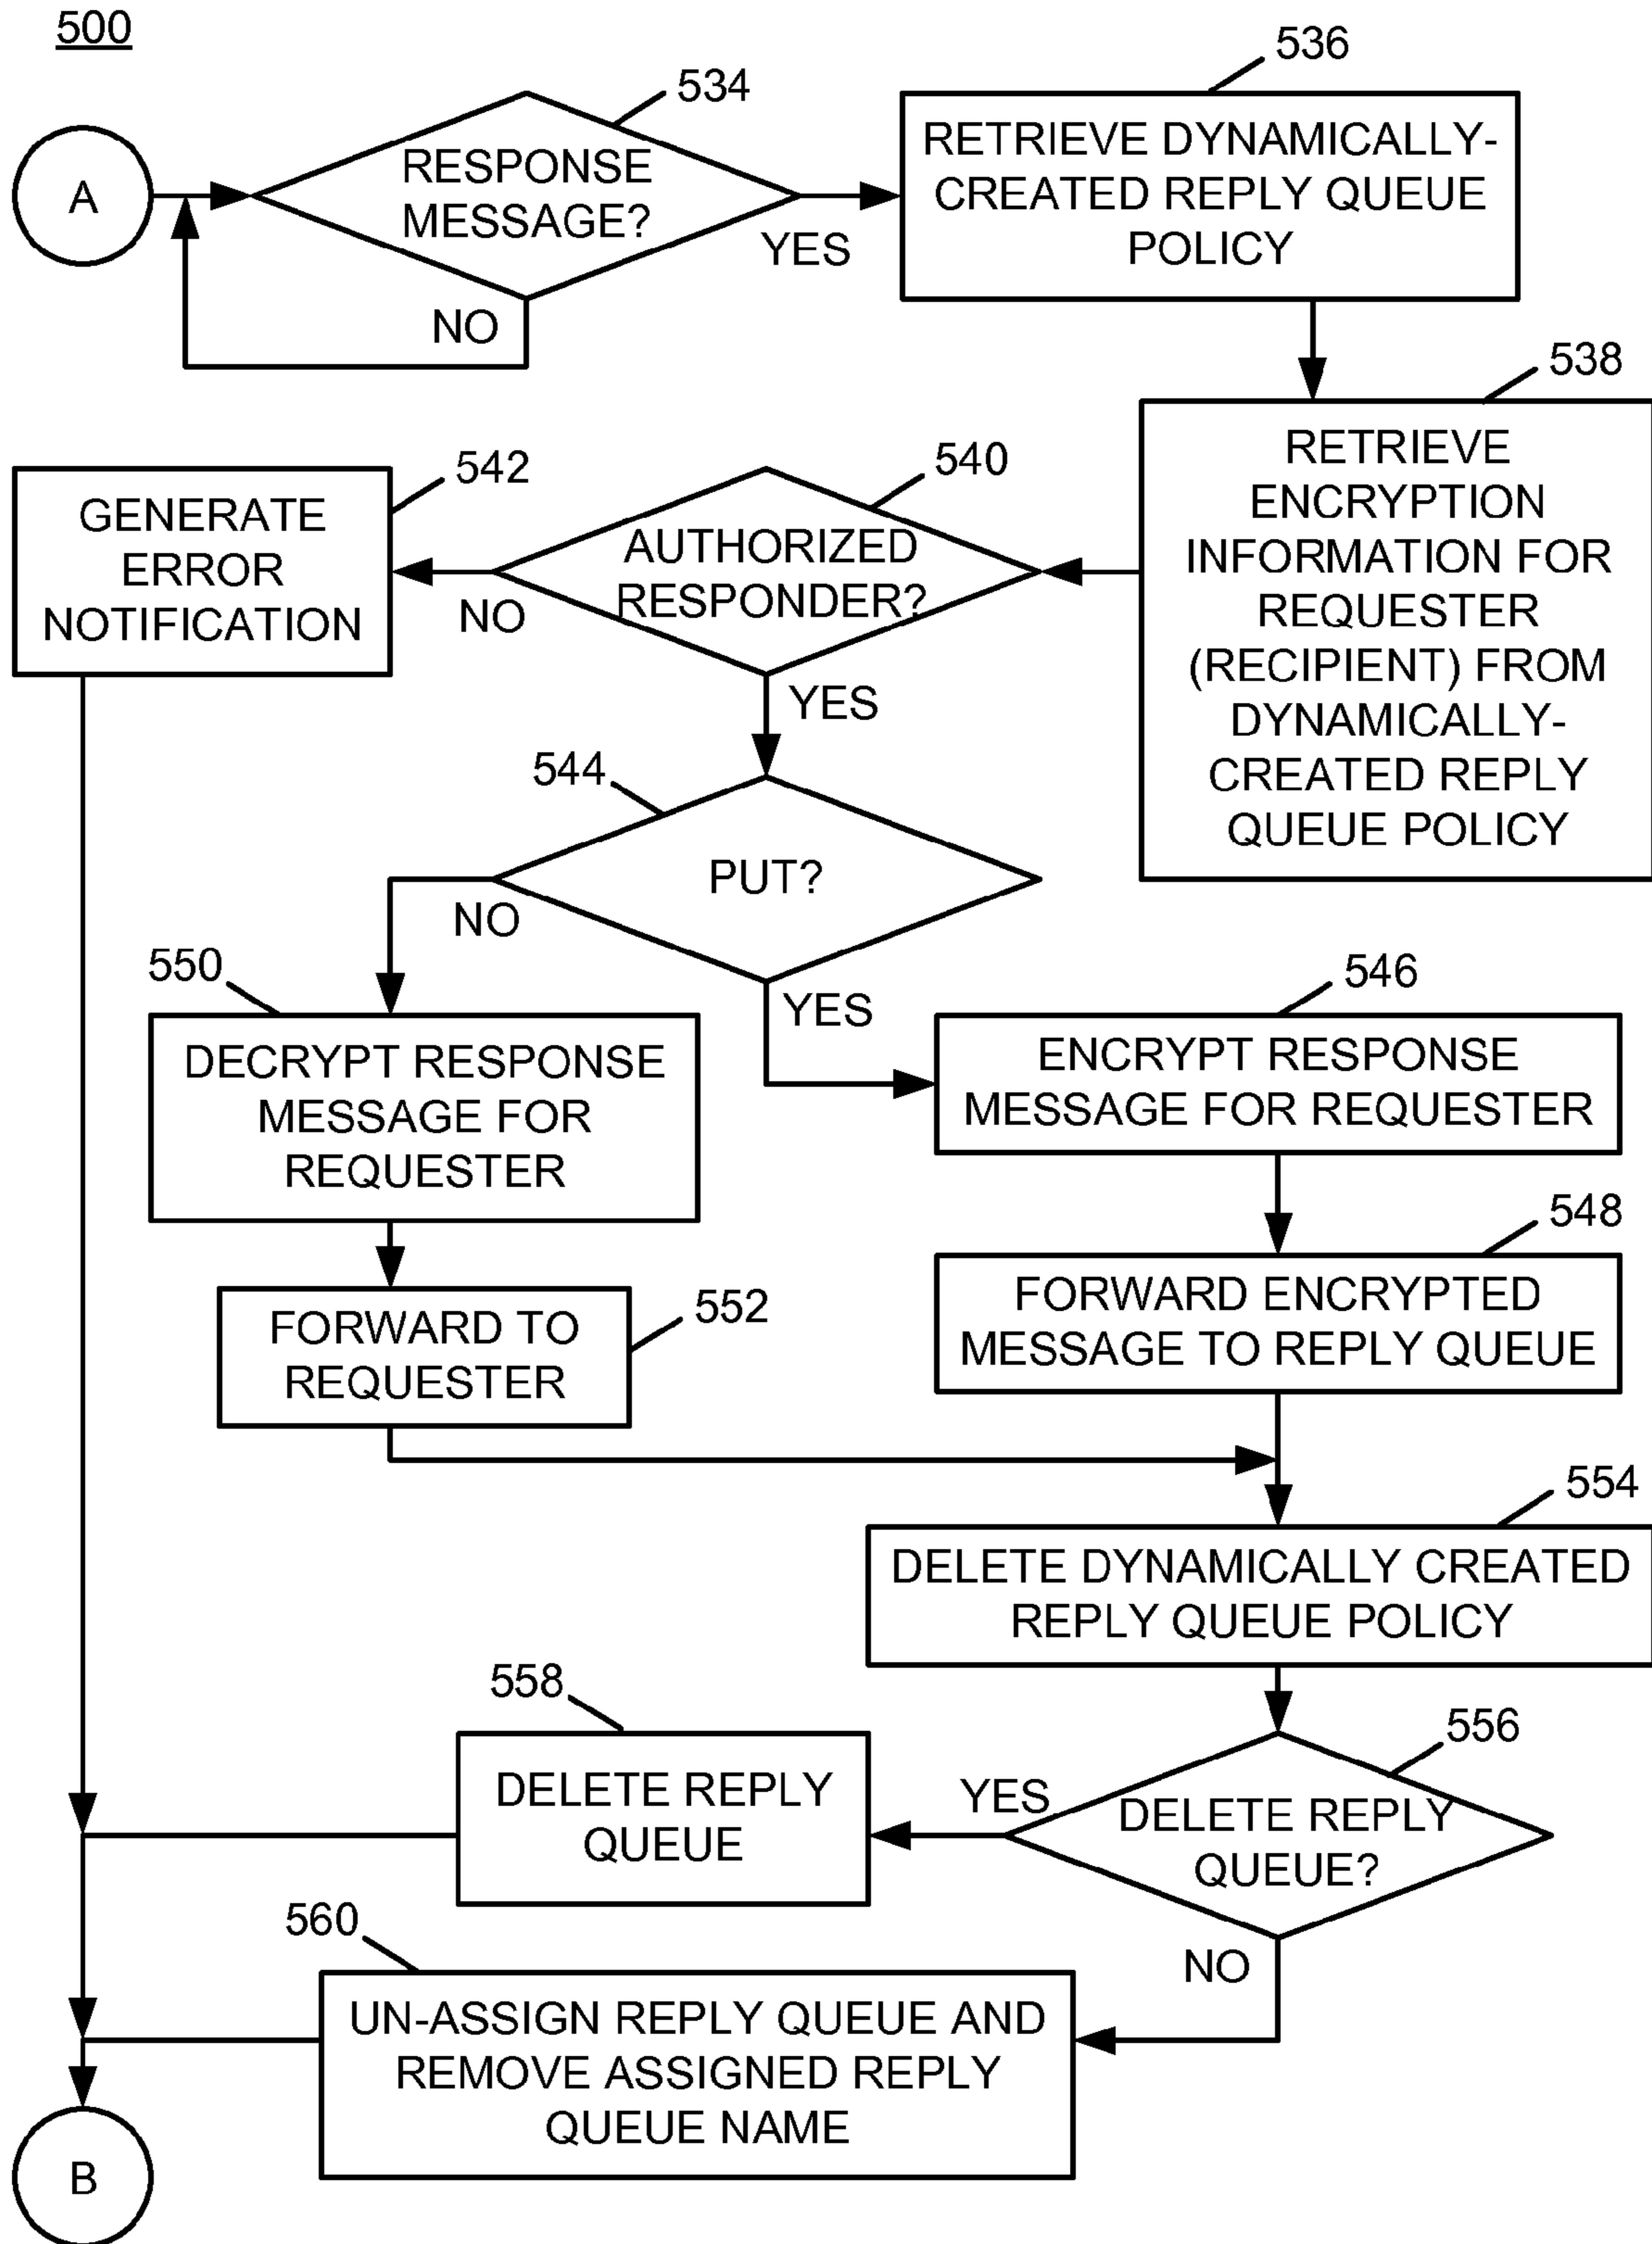 500
534
536
A
RESPONSE
MESSAGE?
YES
NO
RETRIEVE DYNAMICALLY-
CREATED REPLY QUEUE
POLICY
538
RETRIEVE
ENCRYPTION
INFORMATION FOR
REQUESTER
(RECIPIENT) FROM
DYNAMICALLY-
CREATED REPLY
QUEUE POLICY
540
AUTHORIZED
RESPONDER?
NO
YES
542
GENERATE
ERROR
NOTIFICATION
544
PUT?
NO
YES
550
DECRYPT RESPONSE
MESSAGE FOR
REQUESTER
546
ENCRYPT RESPONSE
MESSAGE FOR REQUESTER
552
FORWARD TO
REQUESTER
548
FORWARD ENCRYPTED
MESSAGE TO REPLY QUEUE
554
DELETE DYNAMICALLY CREATED
REPLY QUEUE POLICY
556
DELETE REPLY
QUEUE?
YES
NO
558
DELETE REPLY
QUEUE
560
UN-ASSIGN REPLY QUEUE AND
REMOVE ASSIGNED REPLY
QUEUE NAME
B